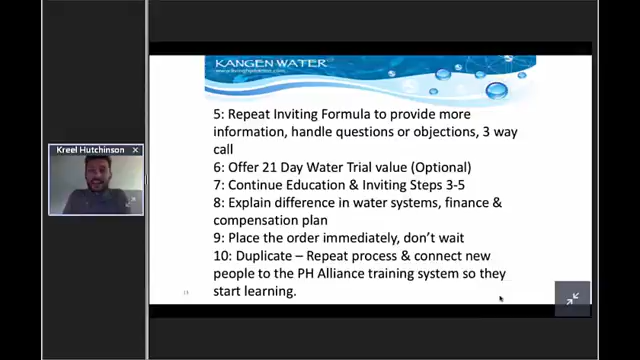 KANGEN WATER
Kreel Hutchinson
5: Repeat Inviting Formula to provide more
information, handle questions or objections, 3 way
call
6: Offer 21 Day Water Trial value (Optional)
7: Continue Education & Inviting Steps 3-5
8: Explain difference in water systems, finance &
compensation plan
9: Place the order immediately, don't wait
10: Duplicate – Repeat process & connect new
people to the PH Alliance training system so they
start learning.